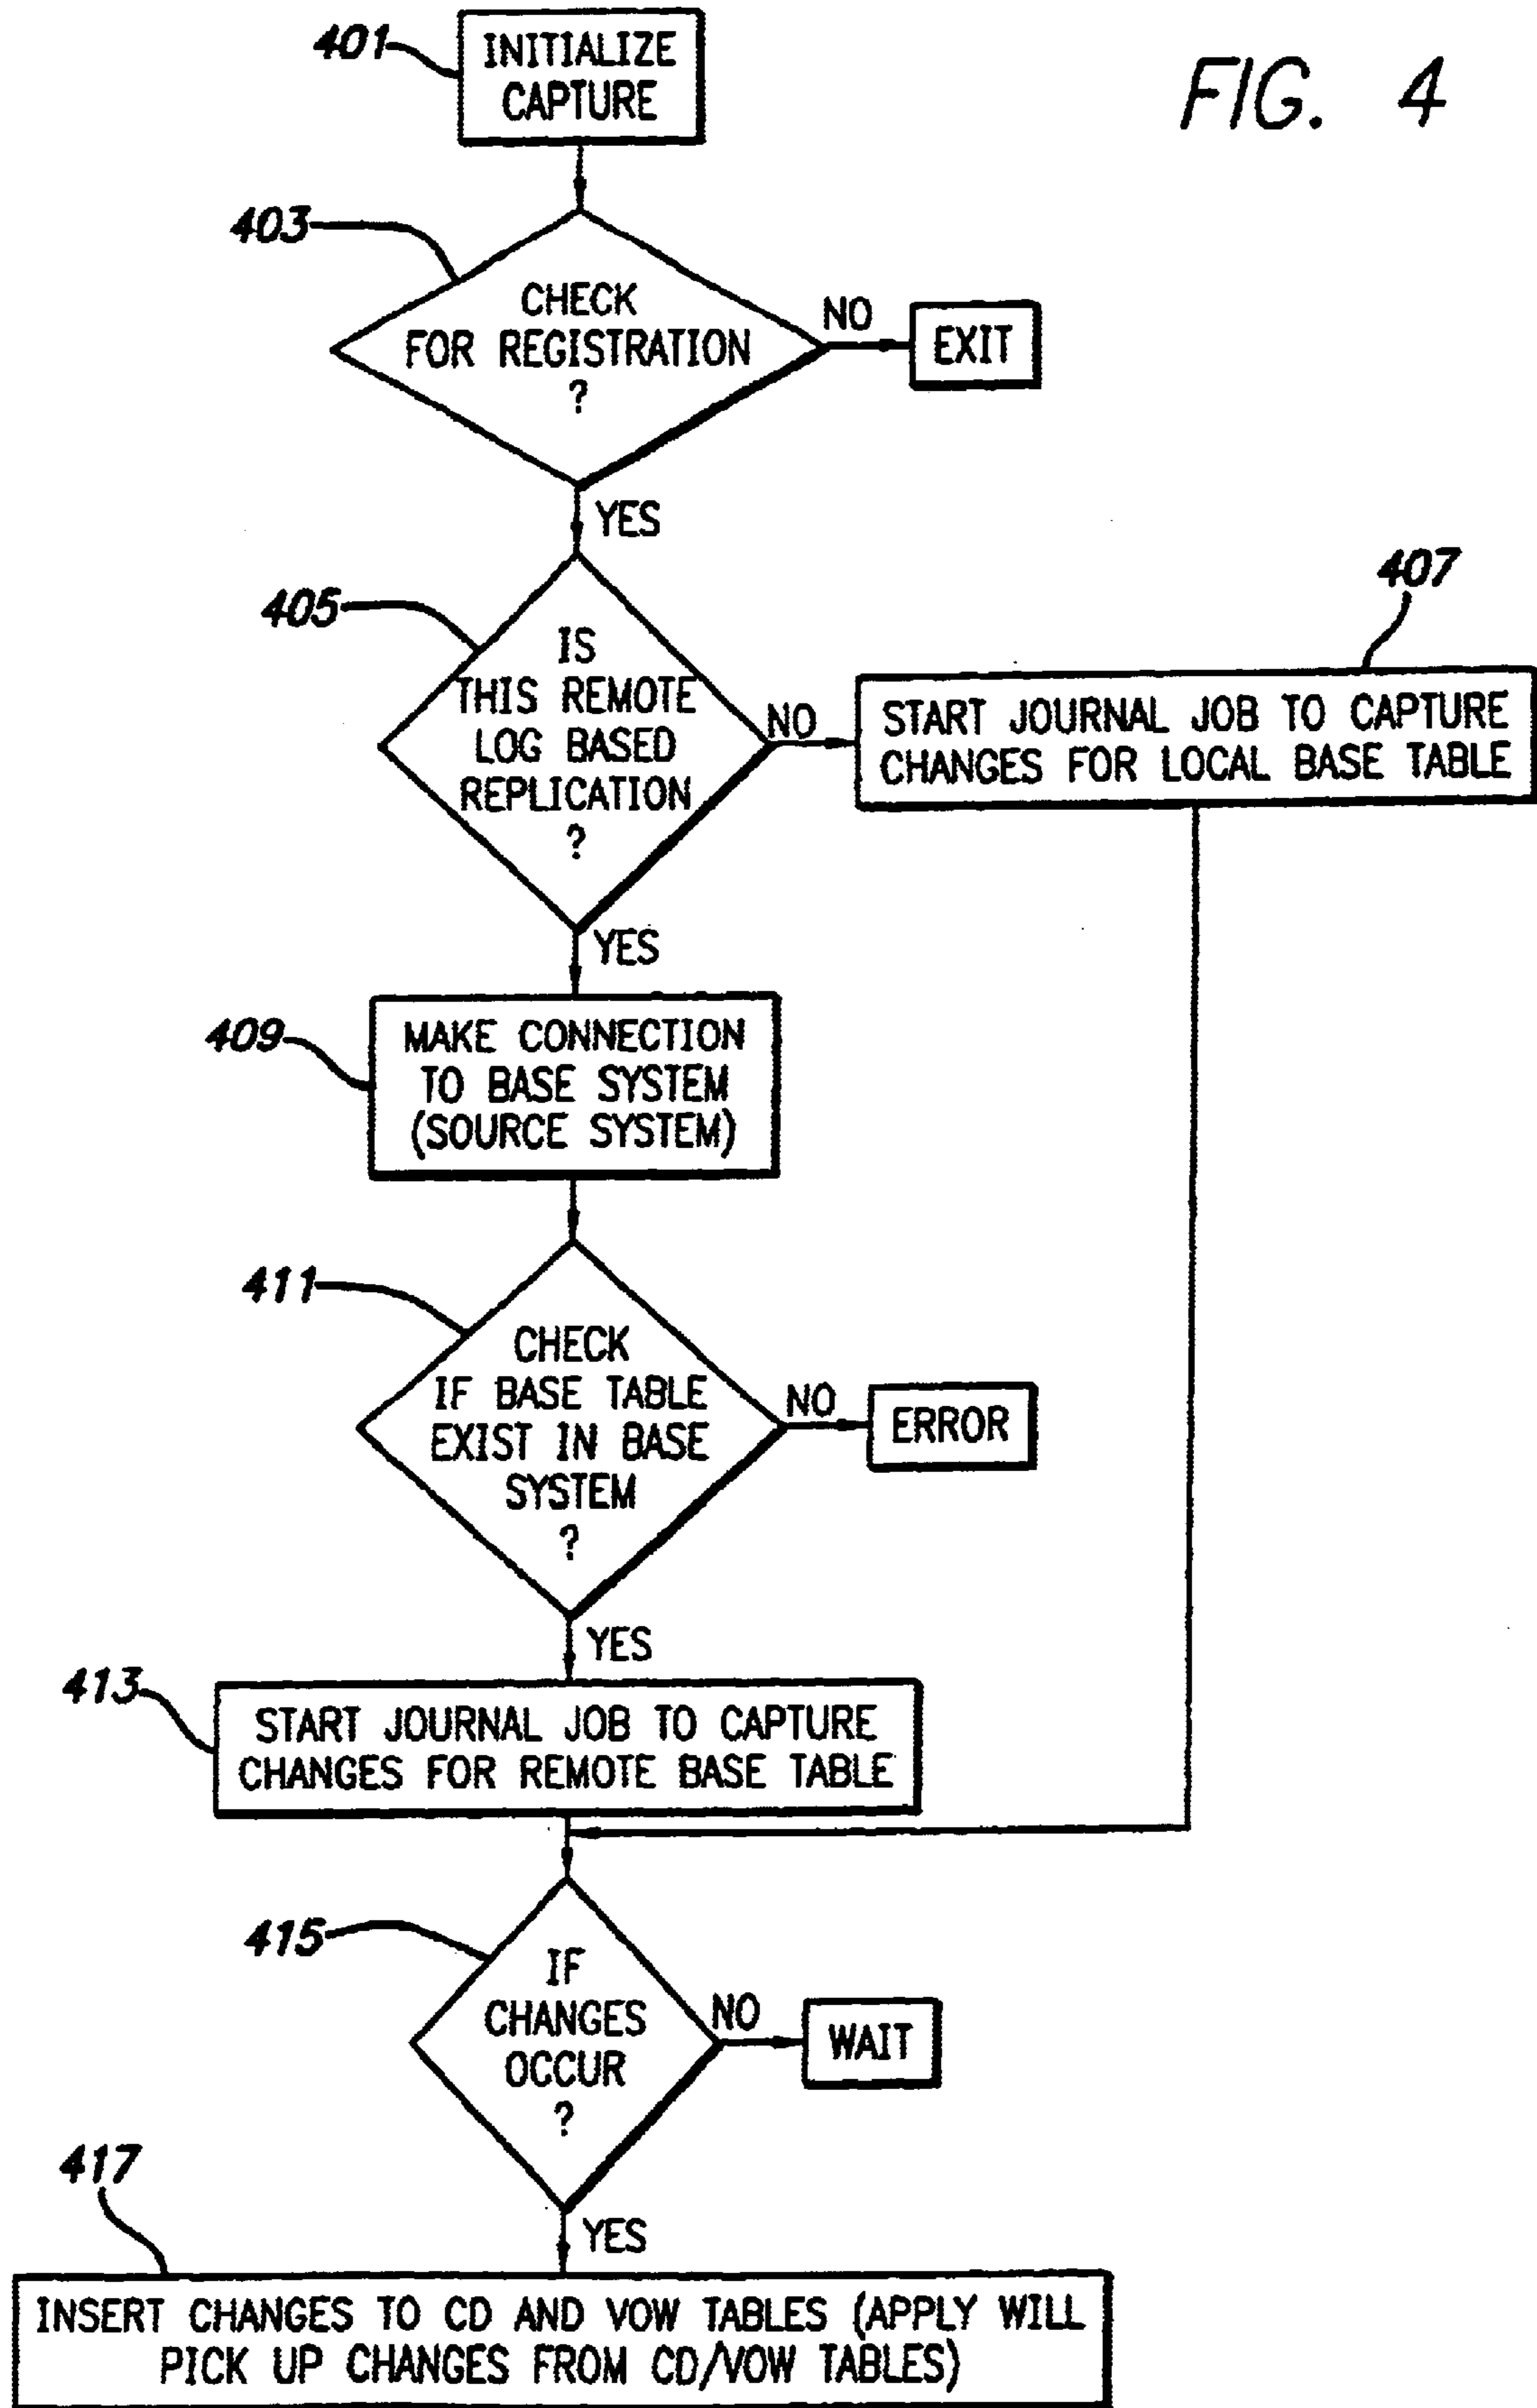 FIG. 4
401
INITIALIZE
CAPTURE
403
CHECK
FOR REGISTRATION
?
NO
EXIT
YES
405
IS
THIS REMOTE
LOG BASED
REPLICATION
?
NO
407
START JOURNAL JOB TO CAPTURE
CHANGES FOR LOCAL BASE TABLE
YES
409
MAKE CONNECTION
TO BASE SYSTEM
(SOURCE SYSTEM)
411
CHECK
IF BASE TABLE
EXIST IN BASE
SYSTEM
?
NO
ERROR
YES
413
START JOURNAL JOB TO CAPTURE
CHANGES FOR REMOTE BASE TABLE
415
IF
CHANGES
OCCUR
?
NO
WAIT
YES
417
INSERT CHANGES TO CD AND VOW TABLES (APPLY WILL
PICK UP CHANGES FROM CD/VOW TABLES)